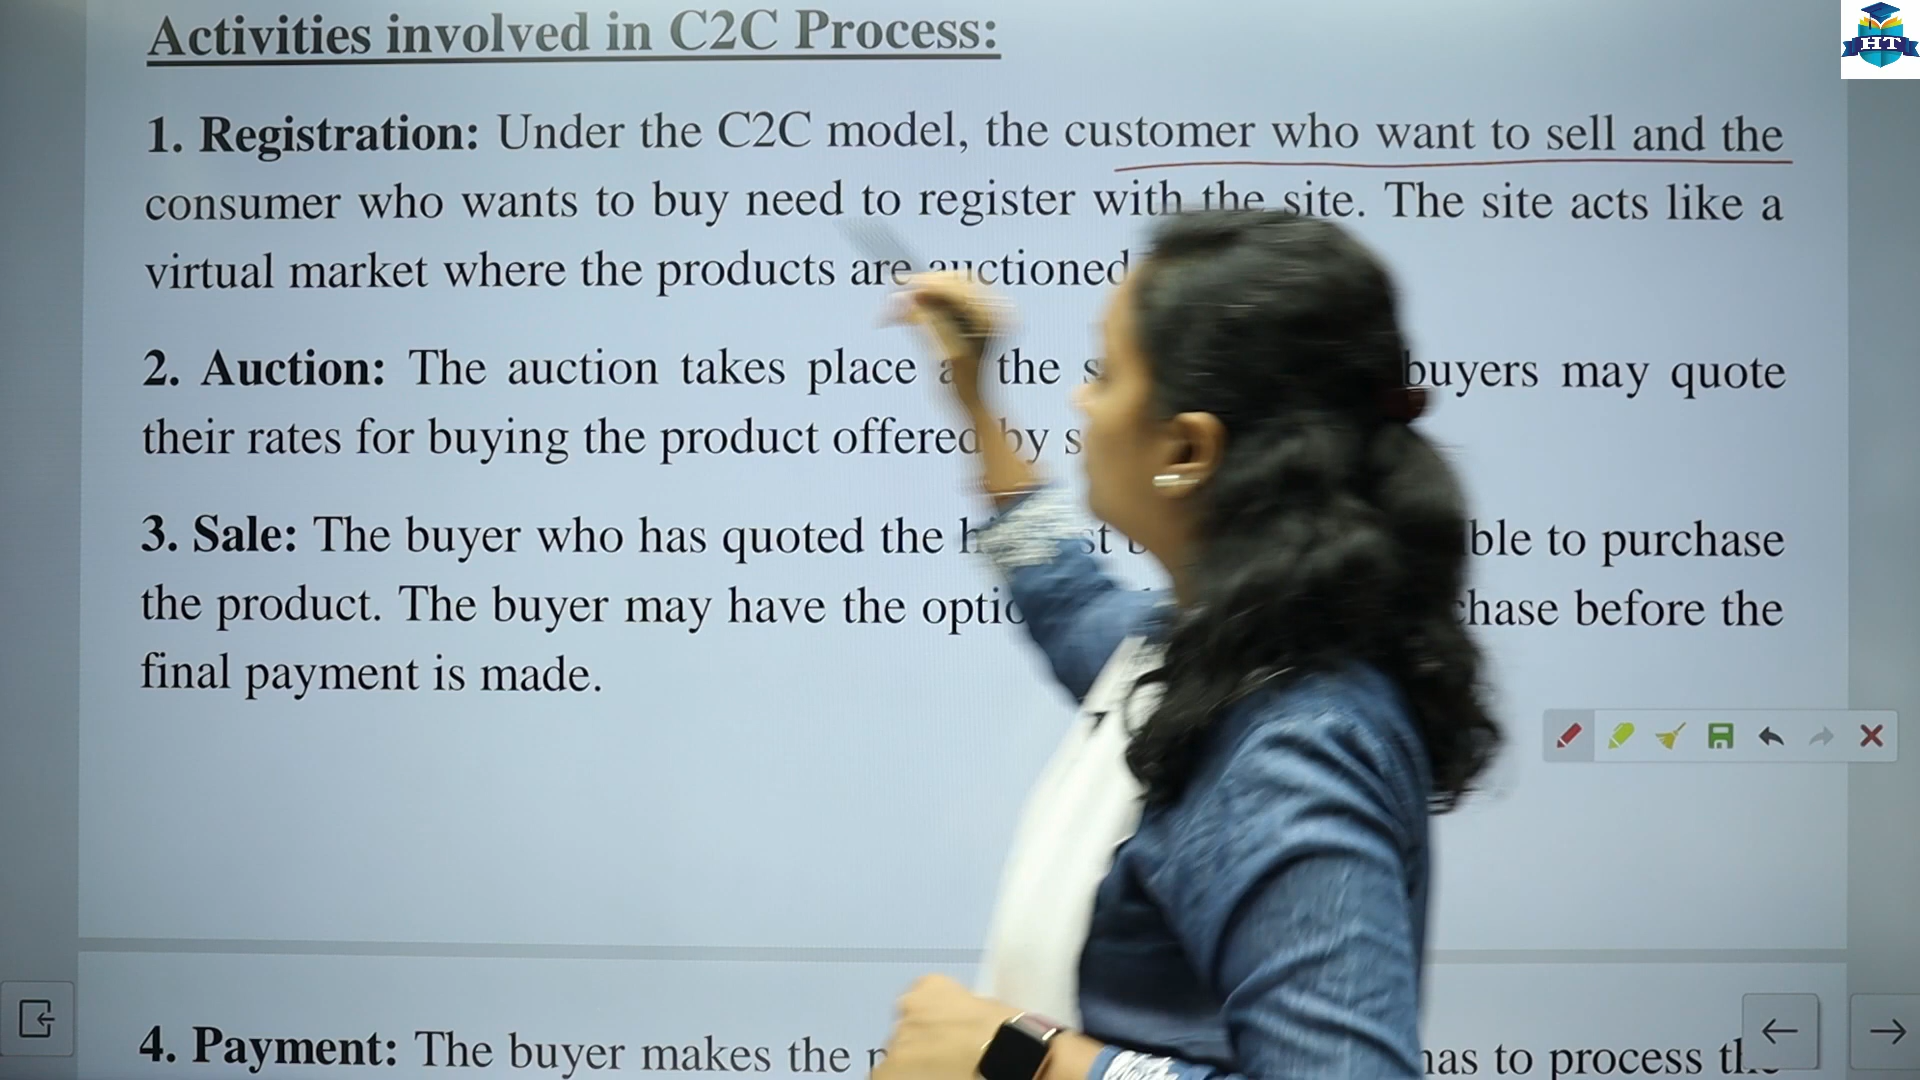 Activities involved in C2C Process:
HT
1. Registration: Under the C2C model, the customer who want to sell and the
consumer who wants to buy need to register with the site. The site acts like a
virtual market where the products are auctioned
2. Auction: The auction takes place the buyers may quote
their rates for buying the product offered by
3. Sale: The buyer who has quoted the to purchase
the product. The buyer may have the before the
final payment is made.
4. Payment: The buyer makes the has to process